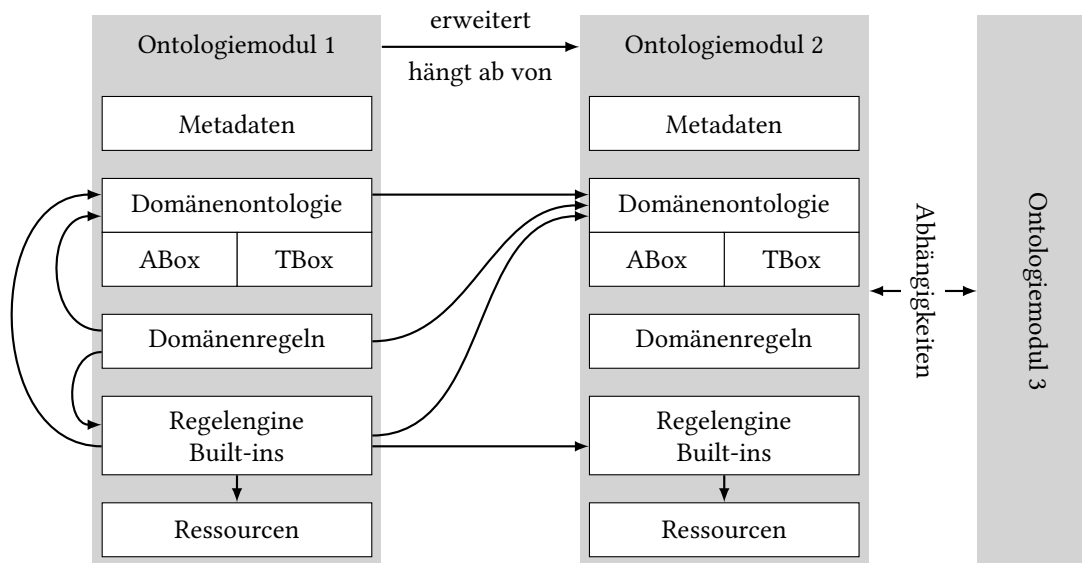 Ontologiemodul 1
erweitert
hängt ab von
Ontologiemodul 2
Metadaten
Domänenontologie
ABox
TBox
Domänenregeln
Regelengine
Built-ins
Ressourcen
Metadaten
Domänenontologie
ABox
TBox
Domänenregeln
Regelengine
Built-ins
Ressourcen
Abhängigkeiten
Ontologiemodul 3